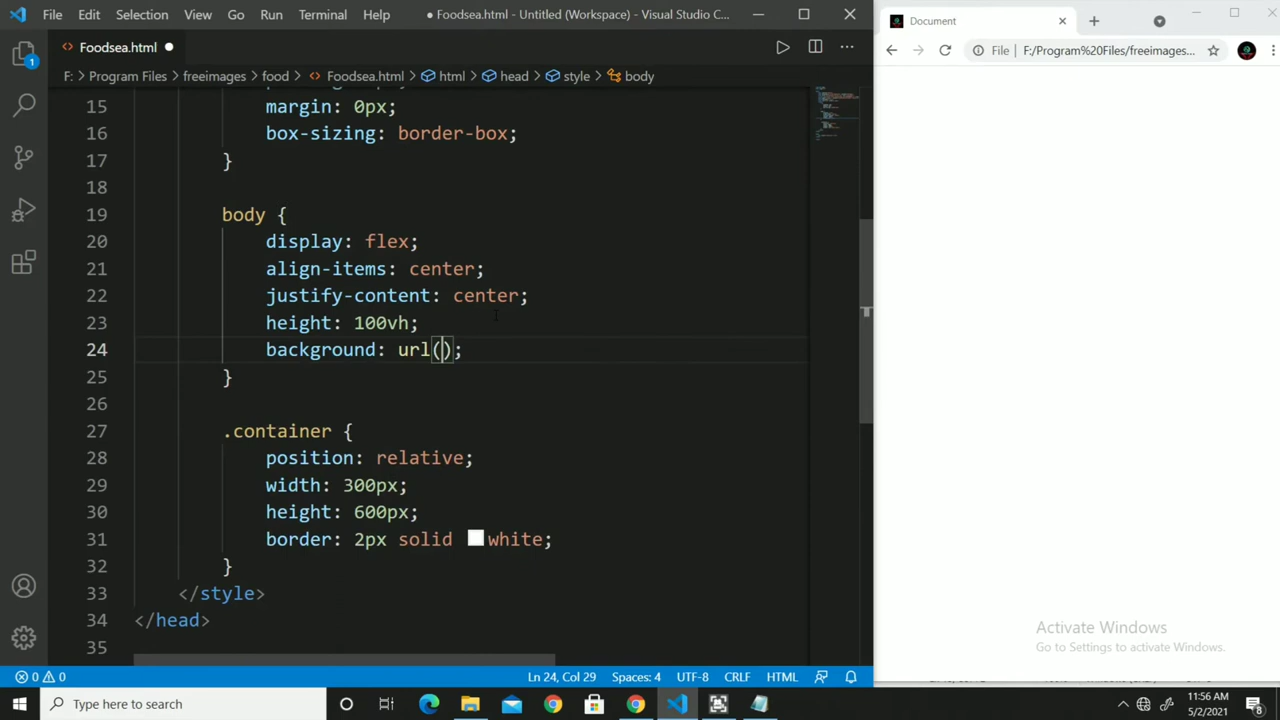 File Edit Selection View Go Run Terminal Help ● Foodsea.html - Untitled (Workspace) - Visual Studio C...
Document
Foodsea.html ●
File F:/Program%20Files/freeimages...
F: > Program Files > freeimages > food > Foodsea.html > html > head > style > body
15 margin: 0px;
16 box-sizing: border-box;
17 }
18
19 body {
20 display: flex;
21 align-items: center;
22 justify-content: center;
23 height: 100vh;
24 background: url();
25 }
26
27 .container {
28 position: relative;
29 width: 300px;
30 height: 600px;
31 border: 2px solid white;
32 }
33 </style>
34 </head>
35
1
Activate Windows
Go to Settings to activate Windows.
0 0 Ln 24, Col 29 Spaces: 4 UTF-8 CRLF HTML
Type here to search
11:56 AM
5/2/2021
8